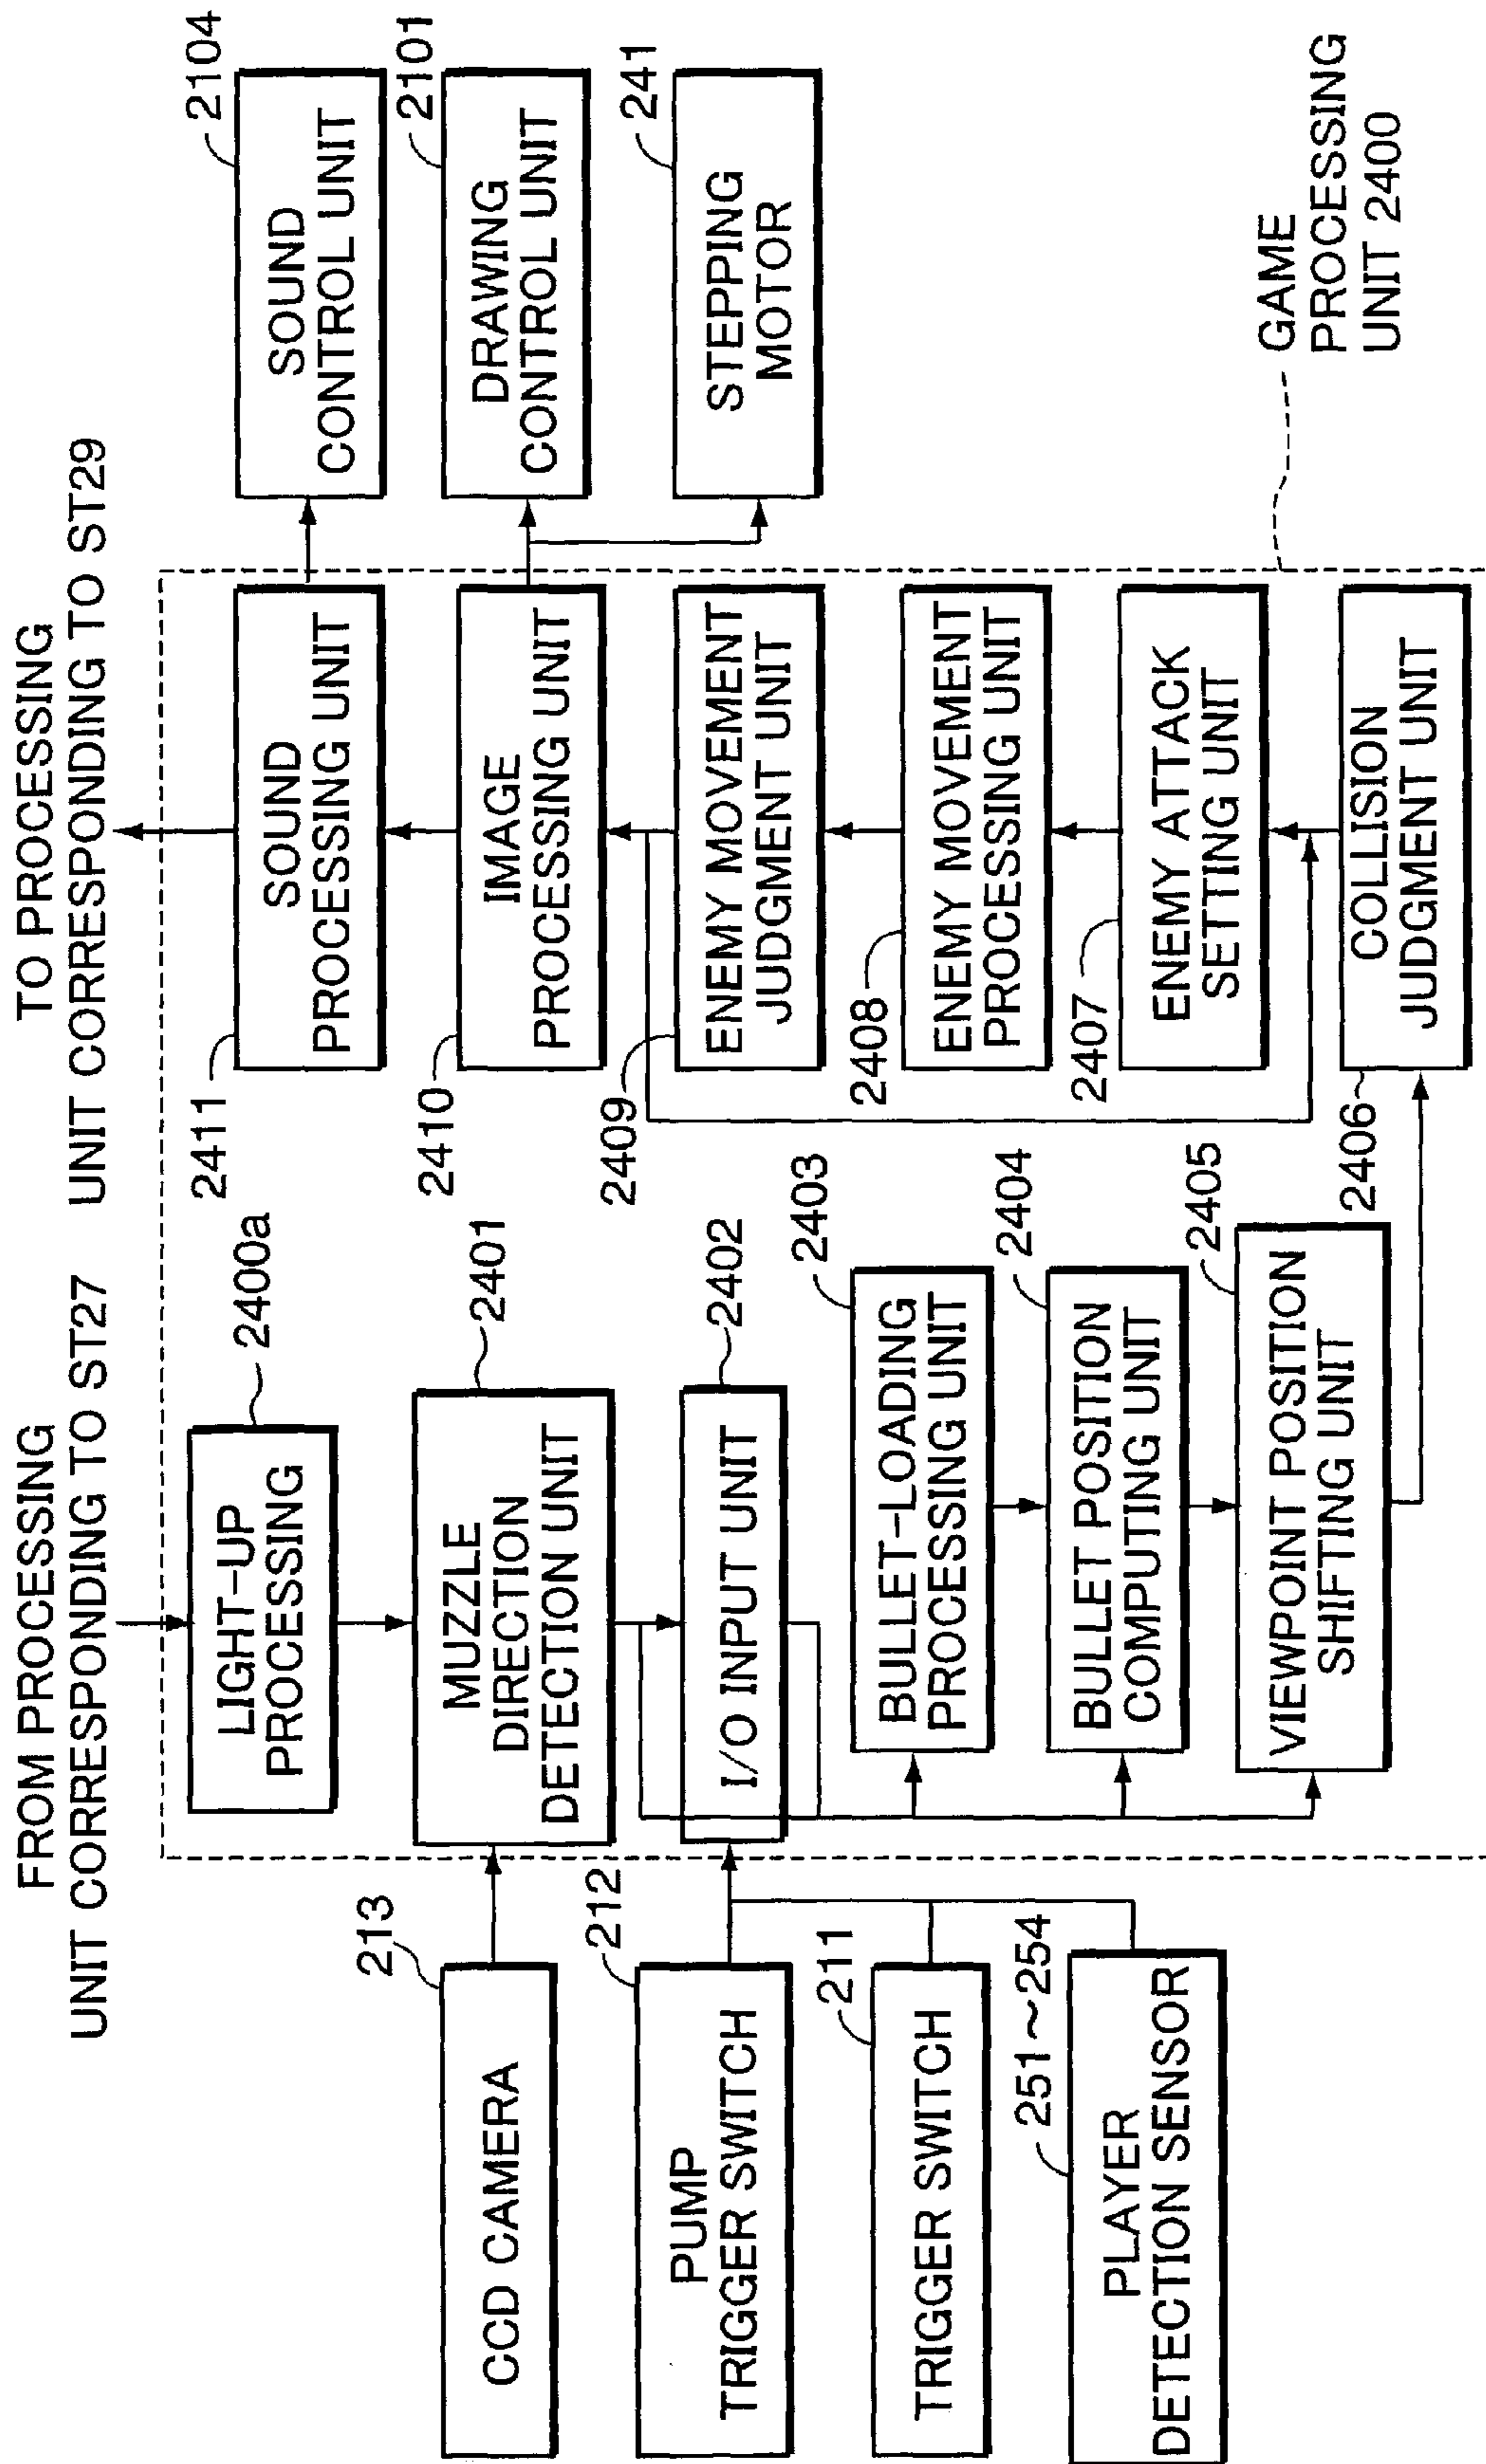 FROM PROCESSING
UNIT CORRESPONDING TO ST27
TO PROCESSING
UNIT CORRESPONDING TO ST29
213
CCD CAMERA
212
PUMP
TRIGGER SWITCH
211
TRIGGER SWITCH
251~254
PLAYER
DETECTION SENSOR
2400a
LIGHT-UP
PROCESSING
2401
MUZZLE
DIRECTION
DETECTION UNIT
2402
I/O INPUT UNIT
2403
BULLET-LOADING
PROCESSING UNIT
2404
BULLET POSITION
COMPUTING UNIT
2405
VIEWPOINT POSITION
SHIFTING UNIT
2411
SOUND
PROCESSING UNIT
2410
IMAGE
PROCESSING UNIT
2409
ENEMY MOVEMENT
JUDGMENT UNIT
2408
ENEMY MOVEMENT
PROCESSING UNIT
2407
ENEMY ATTACK
SETTING UNIT
2406
COLLISION
JUDGMENT UNIT
2104
SOUND
CONTROL UNIT
2101
DRAWING
CONTROL UNIT
241
STEPPING
MOTOR
GAME
PROCESSING
UNIT 2400